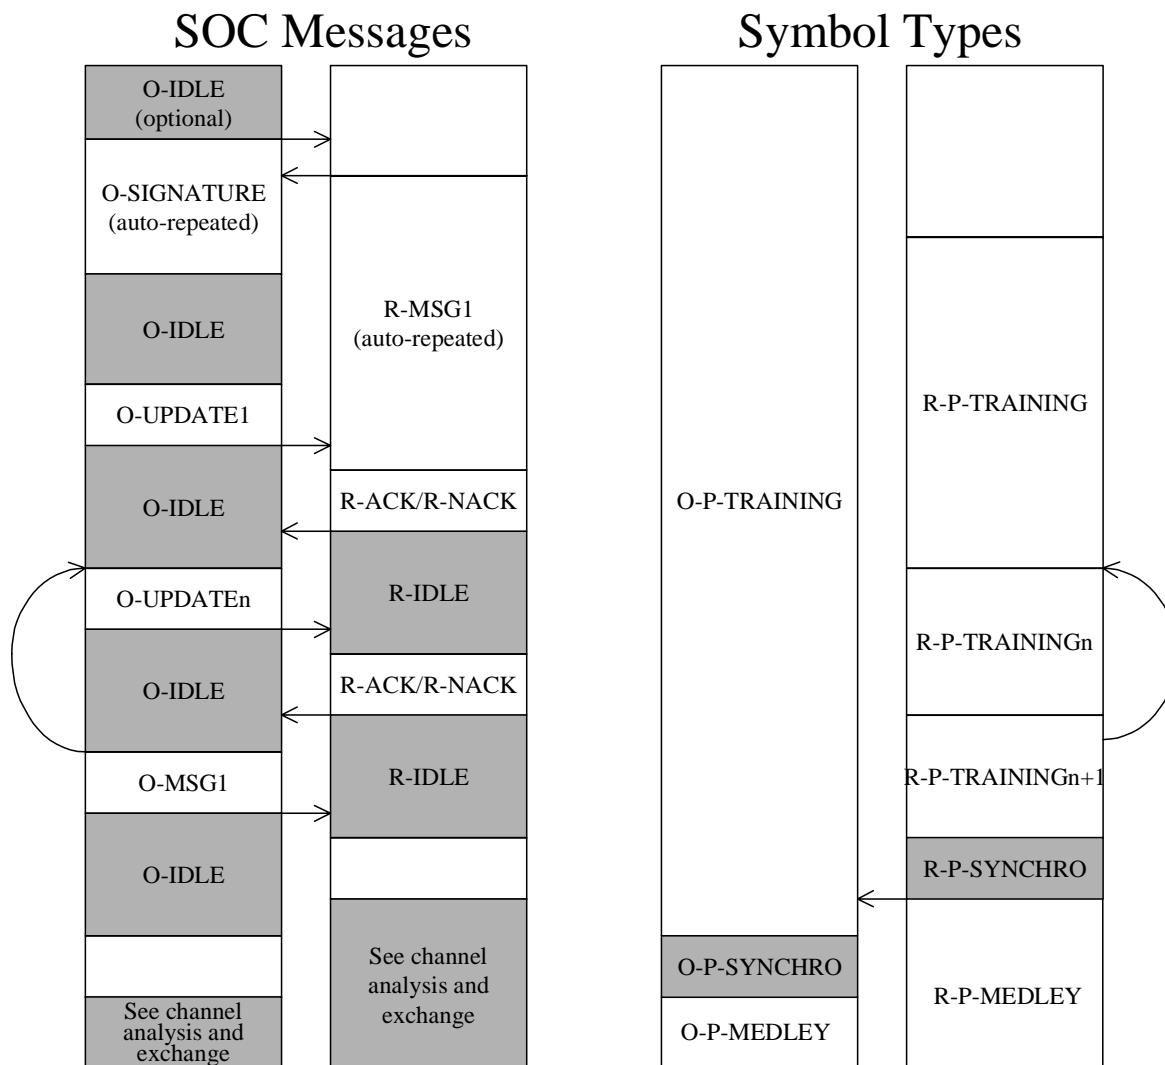 SOC Messages
Symbol Types
O-IDLE
(optional)
O-SIGNATURE
(auto-repeated)
O-IDLE
O-UPDATE1
O-IDLE
O-UPDATEn
O-IDLE
O-MSG1
O-IDLE
See channel
analysis and
exchange
R-MSG1
(auto-repeated)
R-ACK/R-NACK
R-IDLE
R-ACK/R-NACK
R-IDLE
See channel
analysis and
exchange
O-P-TRAINING
O-P-SYNCHRO
O-P-MEDLEY
R-P-TRAINING
R-P-TRAININGn
R-P-TRAININGn+1
R-P-SYNCHRO
R-P-MEDLEY